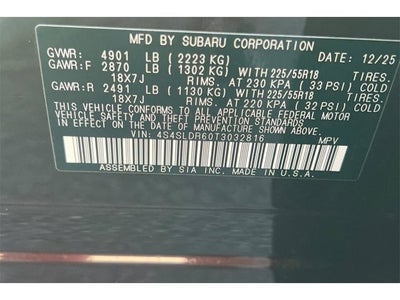 MFD BY SUBARU CORPORATION 12/25
GVWR: 4901 LB (2223 KG)
GAWR:F 2870 LB (1302 KG) WITH 225/55R18 TIRES.
18X7J RIMS. AT 230 KPA (33 PSI) COLD.
GAWR:R 2491 LB (1130 KG) WITH 225/55R18 TIRES.
18X7J RIMS. AT 220 KPA (32 PSI) COLD.
THIS VEHICLE CONFORMS TO ALL APPLICABLE FEDERAL MOTOR
VEHICLE SAFETY AND THEFT PREVENTION STANDARDS IN EFFECT
ON THE DATE OF MANUFACTURE SHOWN ABOVE.
VIN: 4S4SLDR60T3032816 MPV
ASSEMBLED BY SIA INC. MADE IN U.S.A.